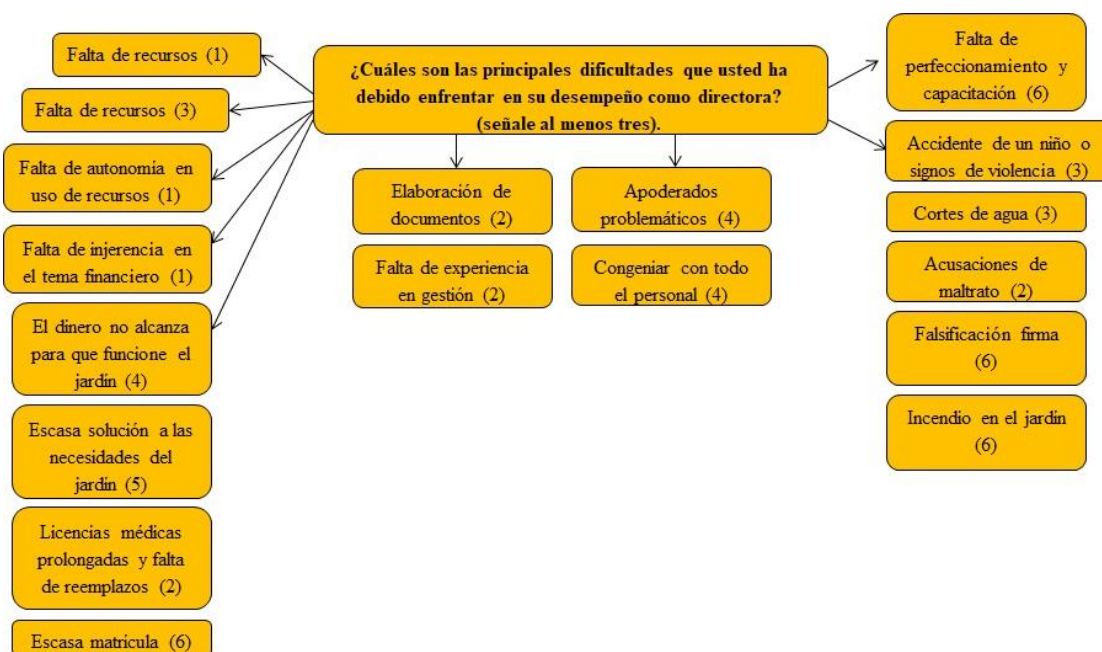 ¿Cuáles son las principales dificultades que usted ha
debido enfrentar en su desempeño como directora?
(señale al menos tres).
Falta de recursos (1)
Falta de recursos (3)
Falta de autonomía en
uso de recursos (1)
Falta de injerencia en
el tema financiero (1)
El dinero no alcanza
para que funcione el
jardín (4)
Escasa solución a las
necesidades del
jardín (5)
Licencias médicas
prolongadas y falta
de reemplazos (2)
Escasa matricula (6)
Elaboración de
documentos (2)
Falta de experiencia
en gestión (2)
Apoderados
problemáticos (4)
Congeniar con todo
el personal (4)
Falta de
perfeccionamiento y
capacitación (6)
Accidente de un niño o
signos de violencia (3)
Cortes de agua (3)
Acusaciones de
maltrato (2)
Falsificación firma
(6)
Incendio en el jardín
(6)